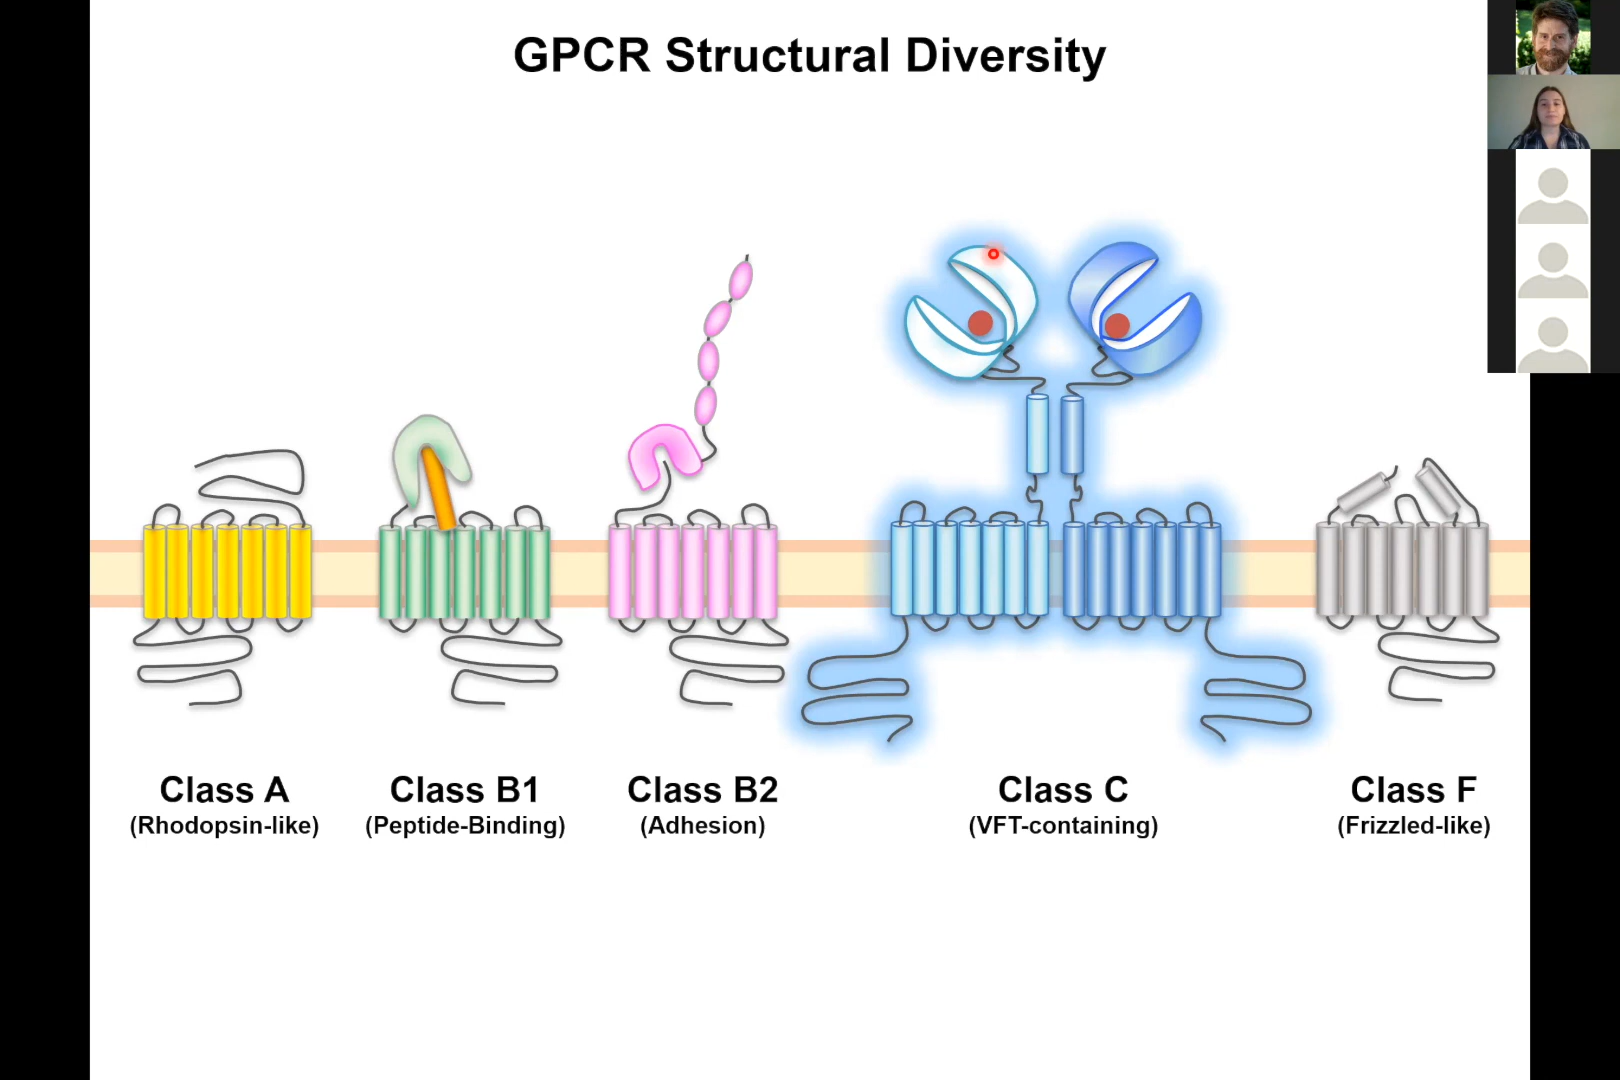 GPCR Structural Diversity
Class A
(Rhodopsin-like)
Class B1
(Peptide-Binding)
Class B2
(Adhesion)
Class C
(VFT-containing)
Class F
(Frizzled-like)